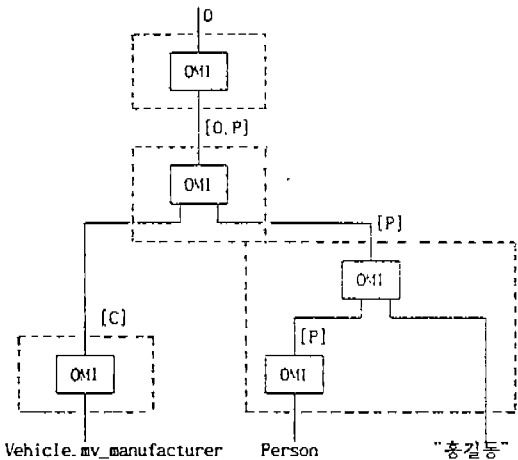 O
OMI
[O, P]
OMI
[P]
OMI
[C]
[P]
OMI
OMI
Vehicle.mv_manufacturer Person "홍길동"